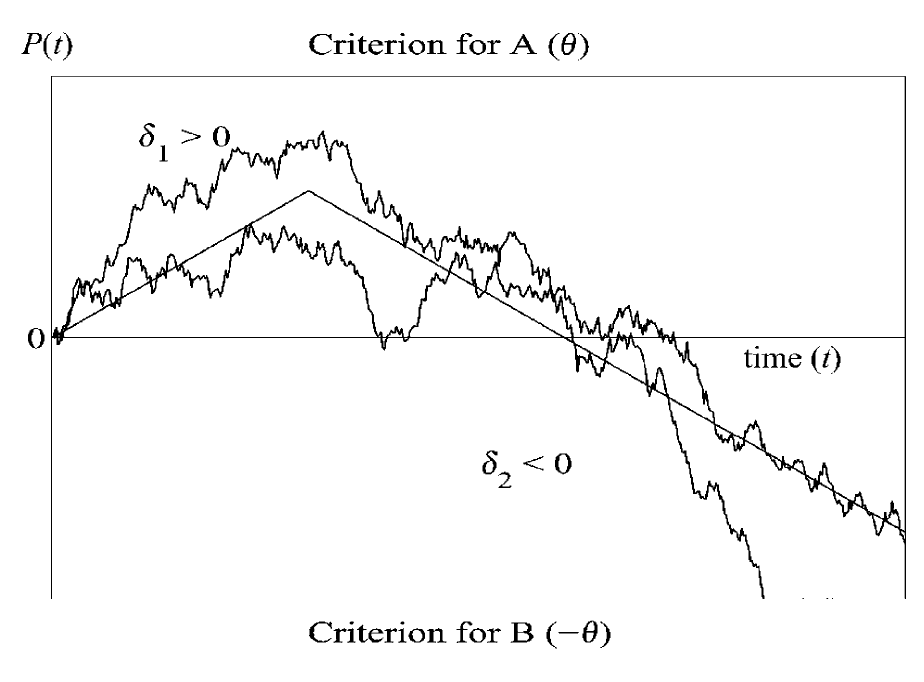 P(t)
Criterion for A (θ)
δ₁ > 0
0
time (t)
δ₂ < 0
Criterion for B (−θ)